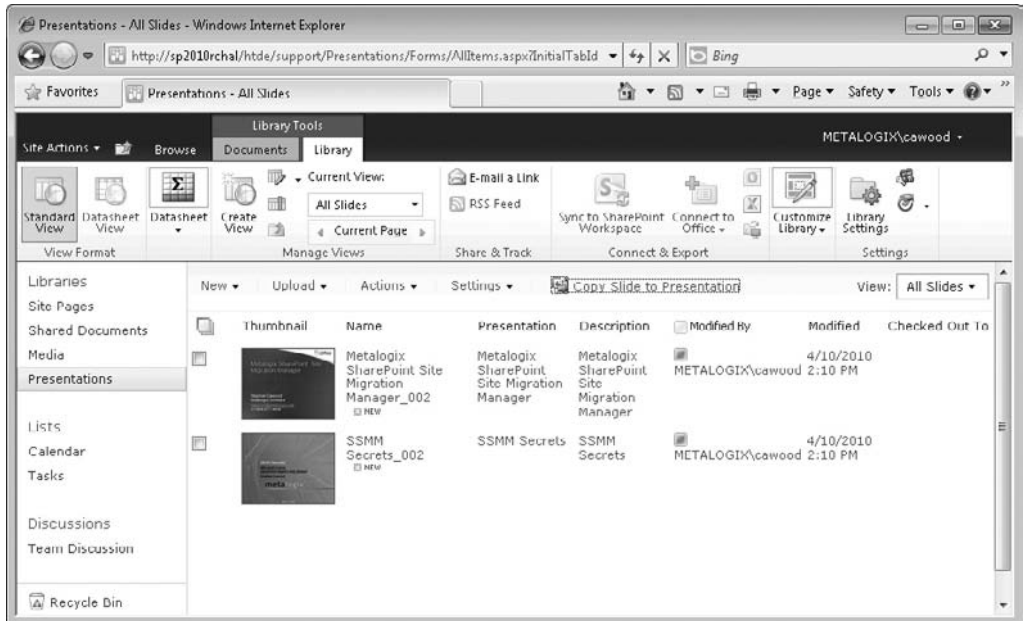 Presentations - All Slides - Windows Internet Explorer
http://sp2010rchal/htde/support/Presentations/Forms/AllItems.aspx?InitialTabId
Bing
Favorites
Presentations - All Slides
Page
Safety
Tools
Library Tools
METALOGIX\cawood
Site Actions
Browse
Documents
Library
Standard View
Datasheet View
Datasheet
Create View
Current View:
All Slides
Current Page
E-mail a Link
RSS Feed
Sync to SharePoint Workspace
Connect to Office
Customize Library
Library Settings
View Format
Manage Views
Share & Track
Connect & Export
Settings
Libraries
Site Pages
Shared Documents
Media
Presentations
Lists
Calendar
Tasks
Discussions
Team Discussion
Recycle Bin
New
Upload
Actions
Settings
Copy Slide to Presentation
View: All Slides
Thumbnail
Name
Presentation
Description
Modified By
Modified
Checked Out To
Metalogix
SharePoint Site
Migration
Manager_002
NEW
Metalogix
SharePoint
Site Migration
Manager
Metalogix
SharePoint
Site
Migration
Manager
METALOGIX\cawood
4/10/2010
2:10 PM
metalogix
SSMM
Secrets_002
NEW
SSMM Secrets
SSMM
Secrets
METALOGIX\cawood
4/10/2010
2:10 PM